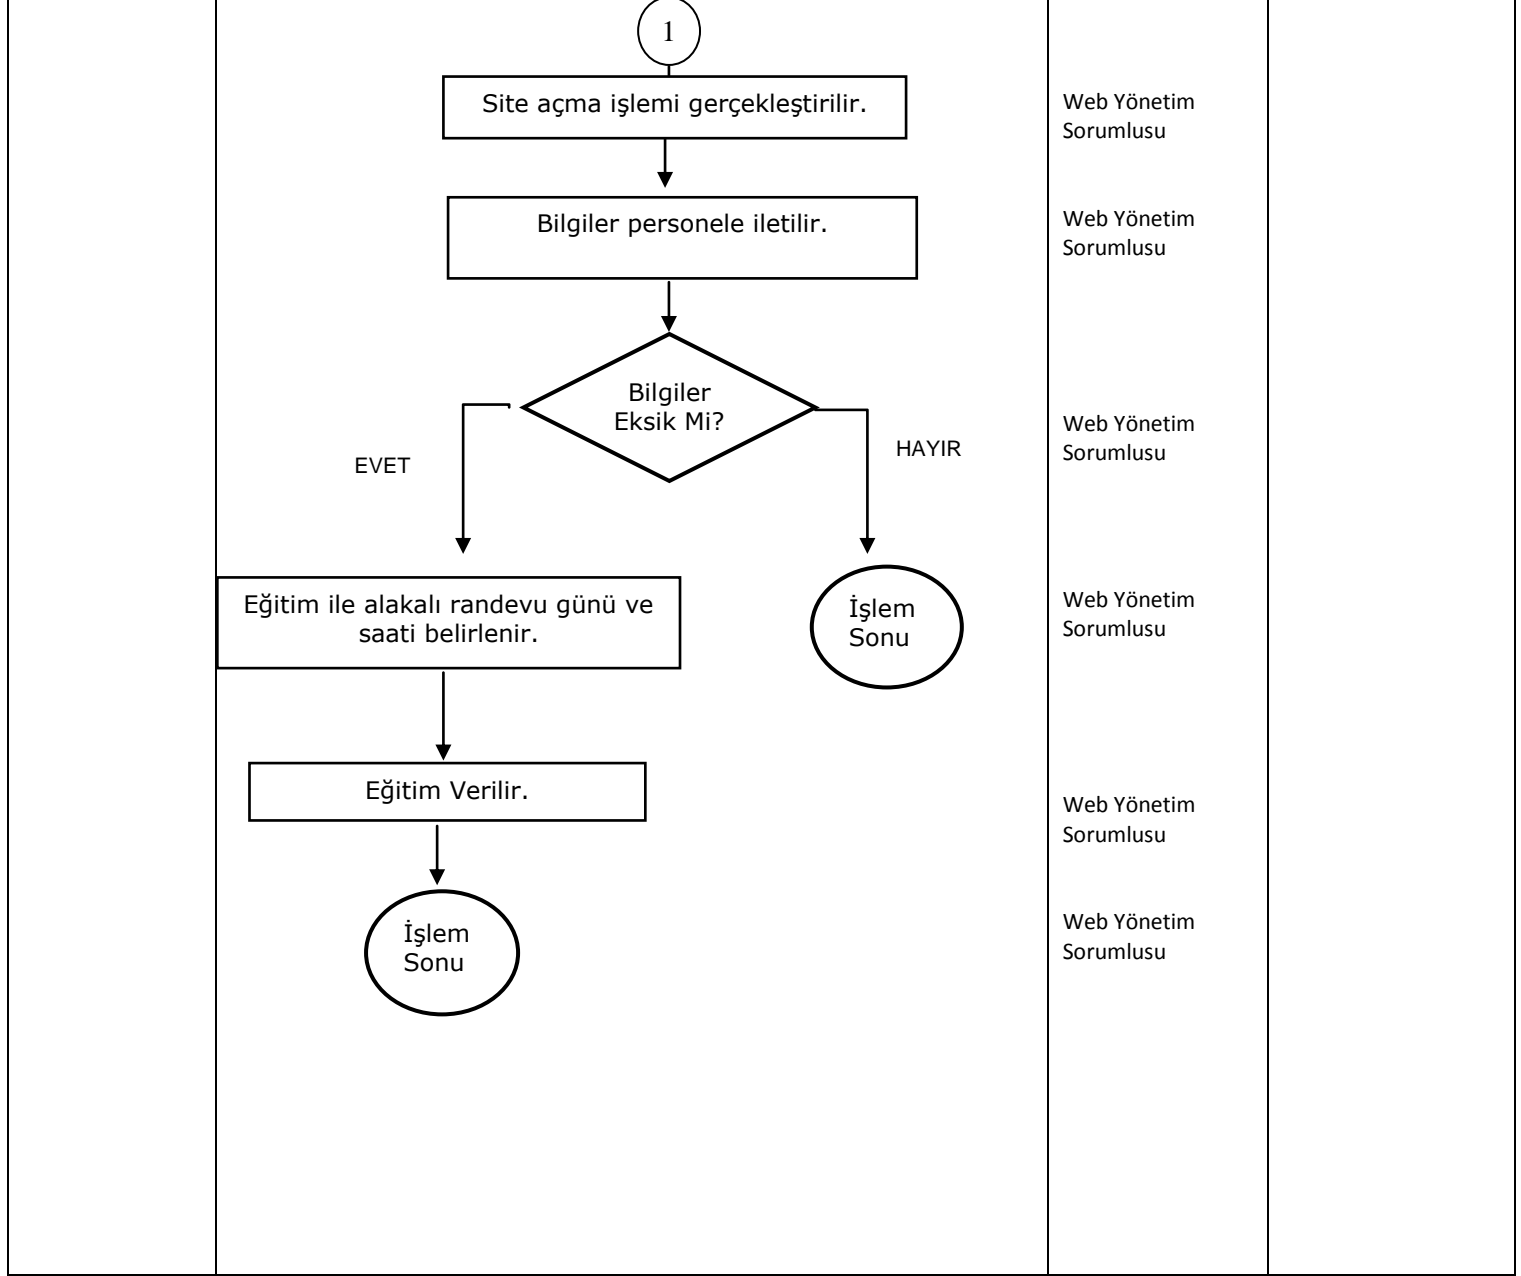 1
Site açma işlemi gerçekleştirilir.
Web Yönetim
Sorumlusu
Bilgiler personele iletilir.
Web Yönetim
Sorumlusu
Bilgiler
Eksik Mi?
Web Yönetim
Sorumlusu
EVET
HAYIR
Eğitim ile alakalı randevu günü ve
saati belirlenir.
İşlem
Sonu
Web Yönetim
Sorumlusu
Eğitim Verilir.
Web Yönetim
Sorumlusu
İşlem
Sonu
Web Yönetim
Sorumlusu